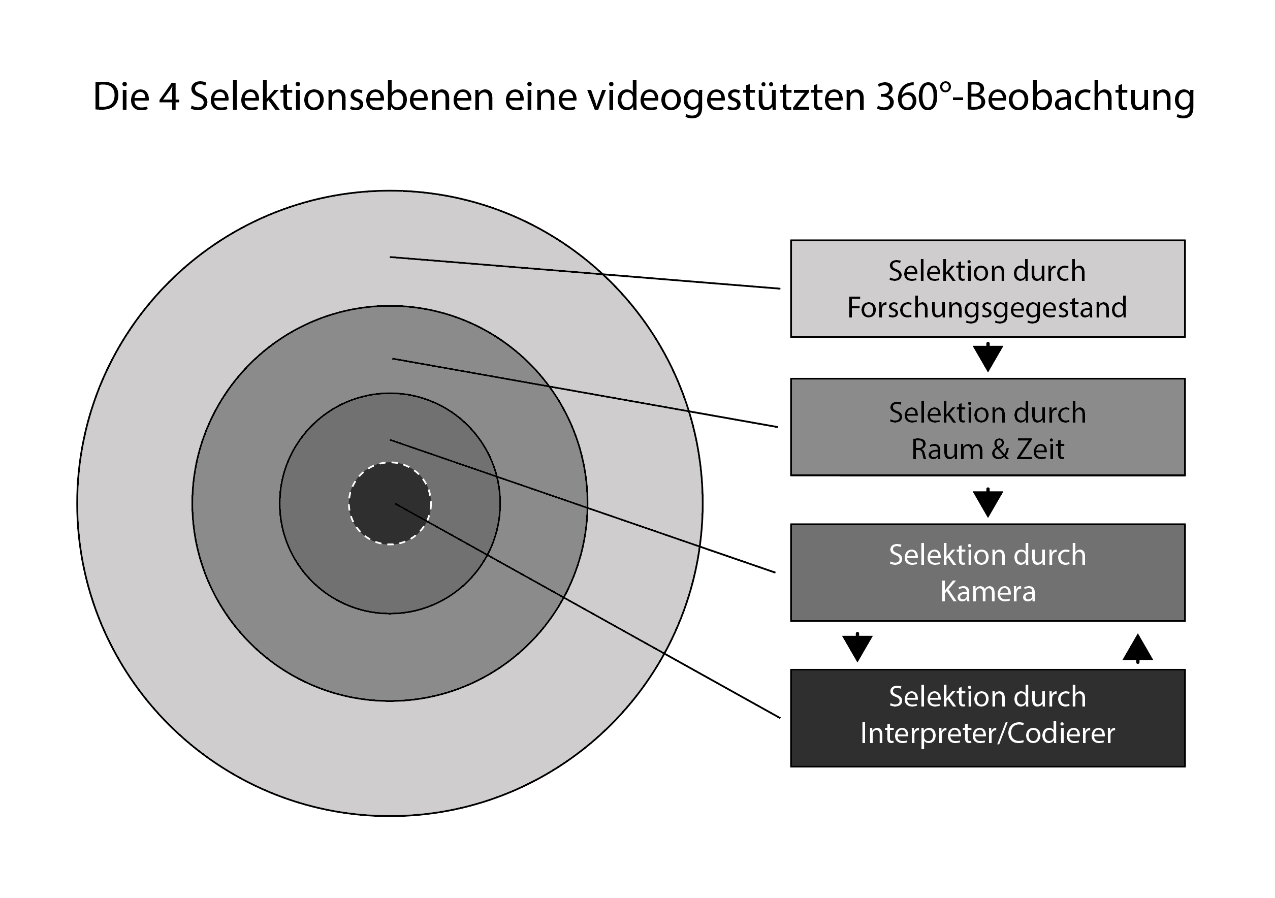 Die 4 Selektionsebenen eine videogestützten 360°-Beobachtung
Selektion durch
Forschungsgegestand
Selektion durch
Raum & Zeit
Selektion durch
Kamera
Selektion durch
Interpreter/Codierer